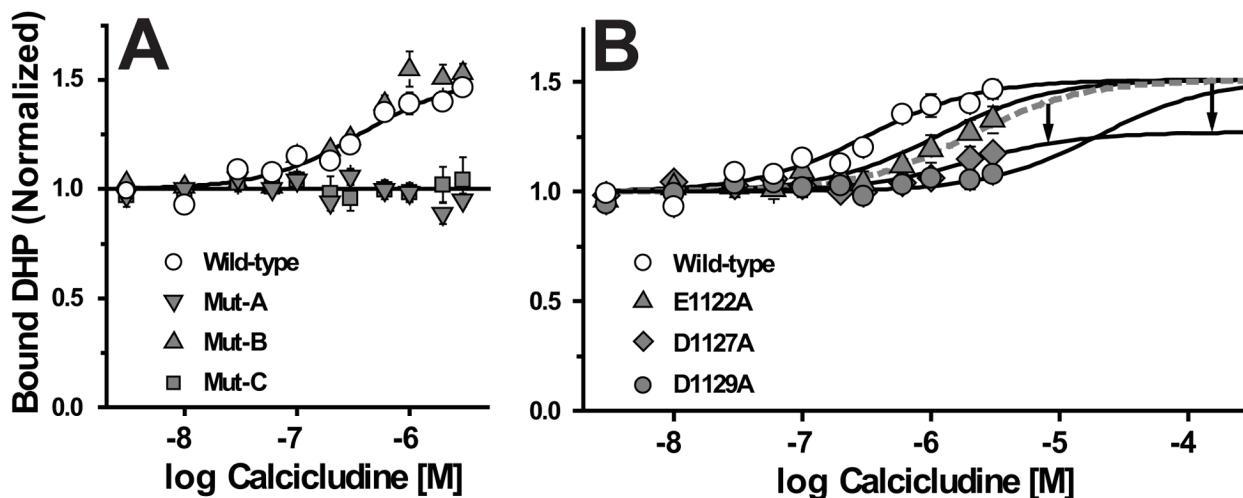 A
Bound DHP (Normalized)
1.5
1.0
0.5
0.0
Wild-type
Mut-A
Mut-B
Mut-C
-8
-7
-6
log Calcicludine [M]
B
1.5
1.0
0.5
0.0
Wild-type
E1122A
D1127A
D1129A
-8
-7
-6
-5
-4
log Calcicludine [M]